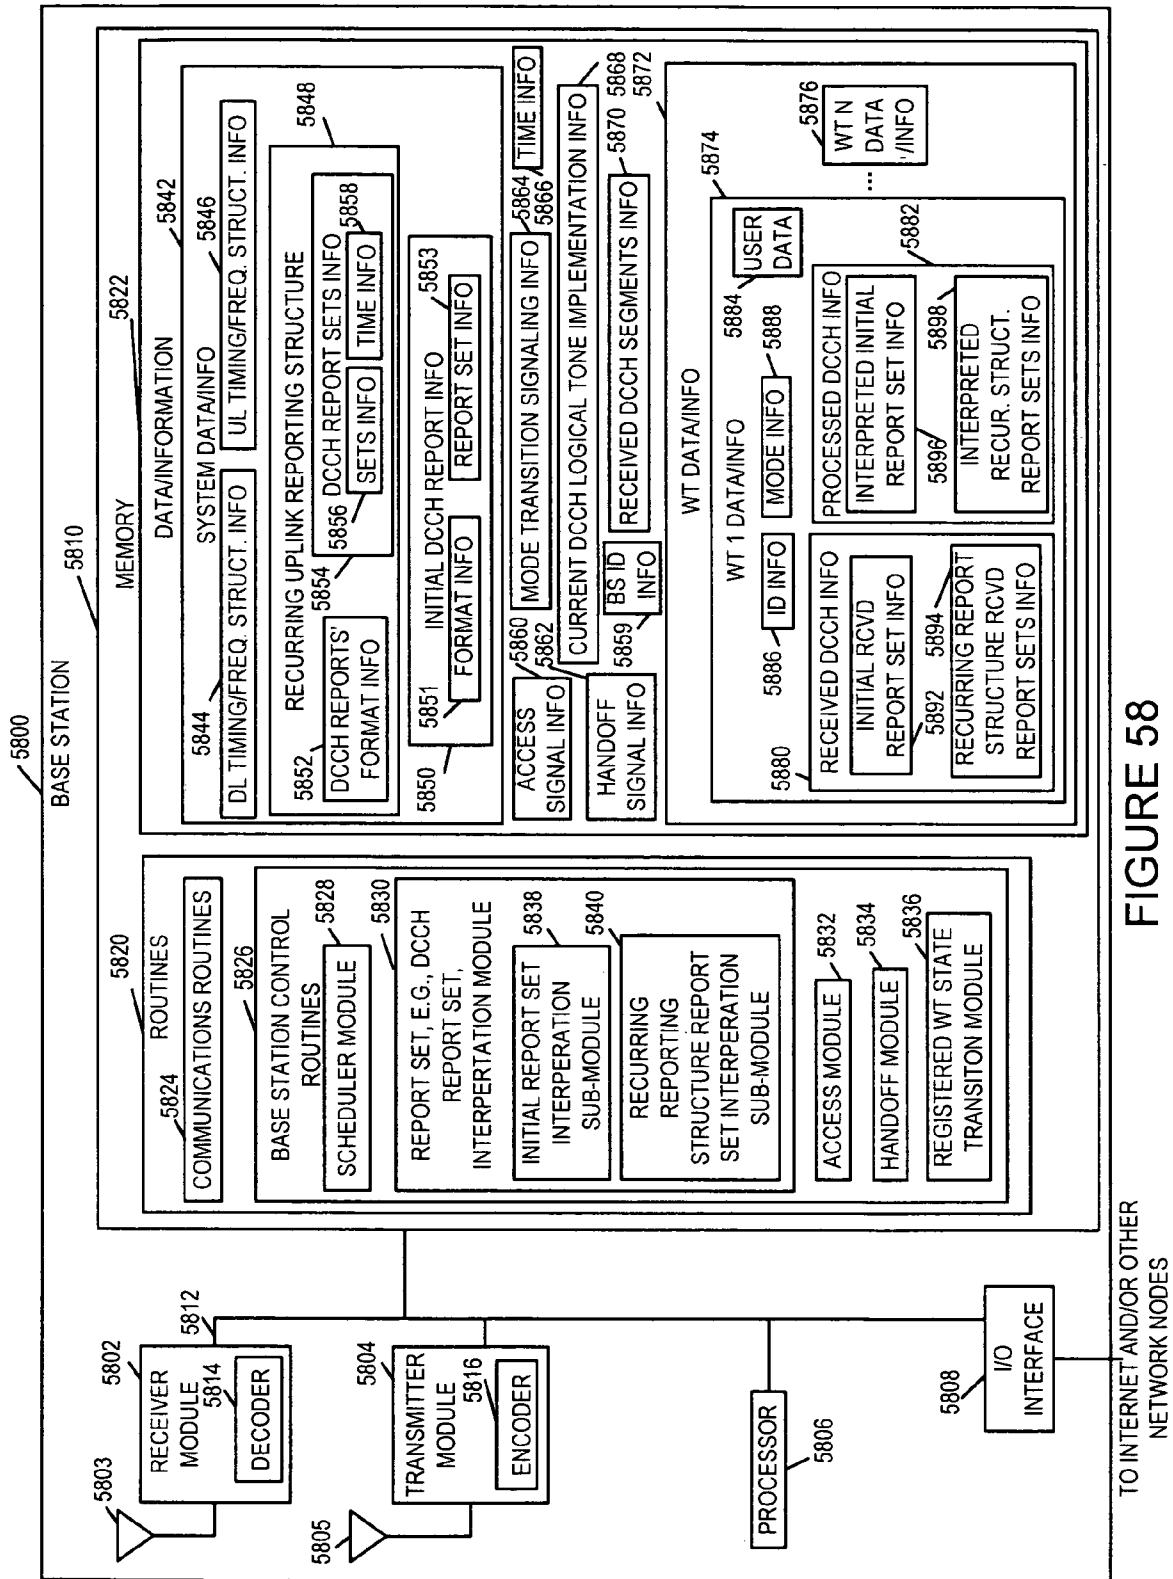 5800
BASE STATION
5803
5802
RECEIVER
MODULE
5814
DECODER
5812
5805
5804
TRANSMITTER
MODULE
5816
ENCODER
PROCESSOR
5806
5808
I/O
INTERFACE
TO INTERNET AND/OR OTHER
NETWORK NODES
5810
MEMORY
5822
5820
ROUTINES
5824
COMMUNICATIONS ROUTINES
5826
BASE STATION CONTROL
ROUTINES
5828
SCHEDULER MODULE
5830
REPORT SET, E.G., DCCH
REPORT SET,
INTERPERTATION MODULE
5838
INITIAL REPORT SET
INTERPERATION
SUB-MODULE
5840
RECURRING
REPORTING
STRUCTURE REPORT
SET INTERPERATION
SUB-MODULE
5832
ACCESS MODULE
5834
HANDOFF MODULE
5836
REGISTERED WT STATE
TRANSITON MODULE
DATA/INFORMATION
5842
SYSTEM DATA/INFO
5844
DL TIMING/FREQ. STRUCT. INFO
5846
UL TIMING/FREQ. STRUCT. INFO
5848
RECURRING UPLINK REPORTING STRUCTURE
5852
DCCH REPORTS'
FORMAT INFO
5854
DCCH REPORT SETS INFO
5856
SETS INFO
5858
TIME INFO
5850
INITIAL DCCH REPORT INFO
5851
FORMAT INFO
5853
REPORT SET INFO
5860
ACCESS
SIGNAL INFO
5864
MODE TRANSITION SIGNALING INFO
5866
TIME INFO
5862
HANDOFF
SIGNAL INFO
5868
CURRENT DCCH LOGICAL TONE IMPLEMENTATION INFO
5859
BS ID
INFO
5870
RECEIVED DCCH SEGMENTS INFO
5872
WT DATA/INFO
5874
WT 1 DATA/INFO
5884
USER
DATA
5886
ID INFO
5888
MODE INFO
5880
RECEIVED DCCH INFO
5892
INITIAL RCVD
REPORT SET INFO
5894
RECURRING REPORT
STRUCTURE RCVD
REPORT SETS INFO
5882
PROCESSED DCCH INFO
5896
INTERPRETED INITIAL
REPORT SET INFO
5898
INTERPRETED
RECUR. STRUCT.
REPORT SETS INFO
...
5876
WT N
DATA
/INFO
FIGURE 58